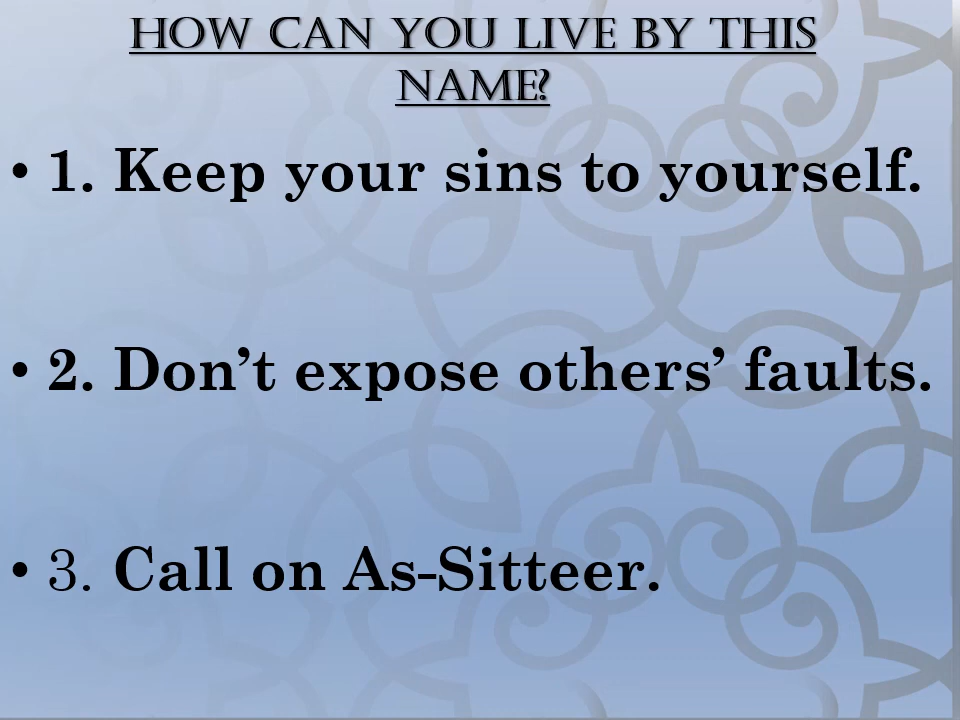 HOW CAN YOU LIVE BY THIS
NAME?
• 1. Keep your sins to yourself.
• 2. Don’t expose others’ faults.
• 3. Call on As-Sitteer.